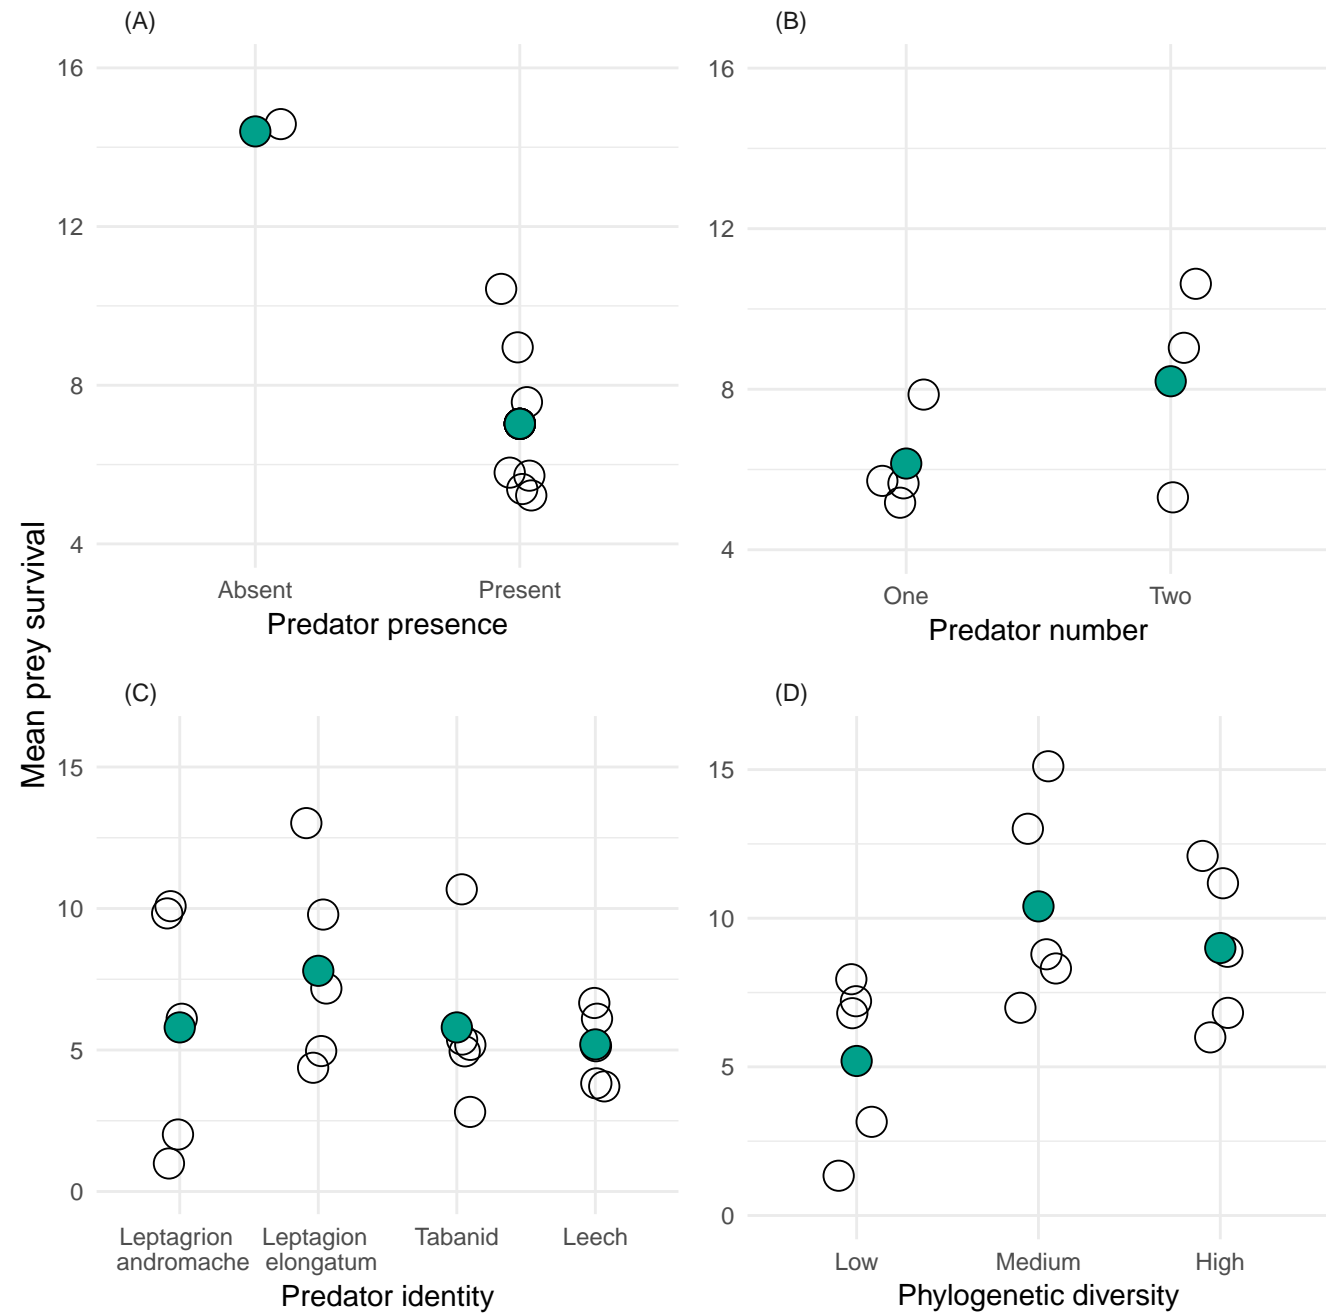 (A)
16
12
8
4
Absent
Present
Predator presence
(B)
16
12
8
4
One
Two
Predator number
Mean prey survival
(C)
15
10
5
0
Leptagrion
andromache
Leptagion
elongatum
Tabanid
Leech
Predator identity
(D)
15
10
5
0
Low
Medium
High
Phylogenetic diversity